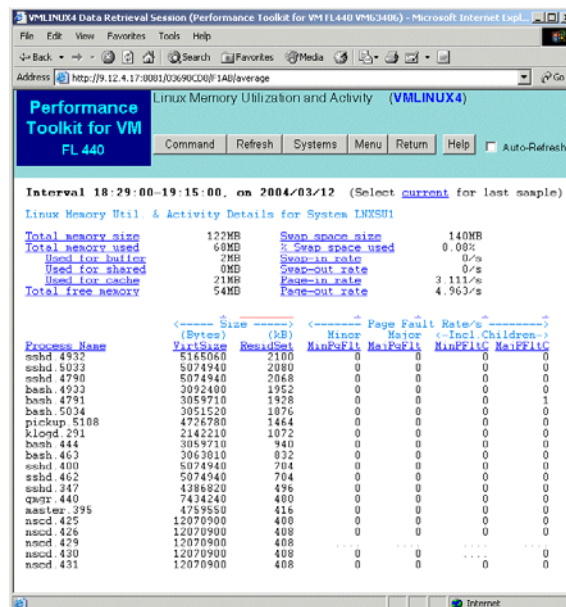 VMLINUX4 Data Retrieval Session (Performance Toolkit for VM FL440 VM63406) - Microsoft Internet Expl...
File Edit View Favorites Tools Help
Back Search Favorites Media
Address http://9.12.4.17:8081/03690CD8/F1AB/average Go
Performance Toolkit for VM FL 440
Linux Memory Utilization and Activity (VMLINUX4)
Command Refresh Systems Menu Return Help Auto-Refresh
Interval 18:29:00-19:15:00, on 2004/03/12 (Select current for last sample)
Linux Memory Util. & Activity Details for System LNXSU1
Total memory size 122MB Swap space size 140MB
Total memory used 68MB % Swap space used 0.08%
Used for buffer 2MB Swap-in rate 0/s
Used for shared 0MB Swap-out rate 0/s
Used for cache 21MB Page-in rate 3.111/s
Total free memory 54MB Page-out rate 4.963/s
<----- Size -----> <------- Page Fault Rate/s -------->
(Bytes) (kB) Minor Major <-Incl.Children->
Process Name VirtSize ResidSet MinPgFlt MajPgFlt MinPFltC MajPFltC
sshd.4932 5165060 2100 0 0 0 0
sshd.5033 5074940 2080 0 0 0 0
sshd.4790 5074940 2068 0 0 0 0
bash.4933 3092480 1952 0 0 0 0
bash.4791 3059710 1928 0 0 0 1
bash.5034 3051520 1876 0 0 0 0
pickup.5108 4726780 1464 0 0 0 0
klogd.291 2142210 1072 0 0 0 0
bash.444 3059710 940 0 0 0 0
bash.463 3063810 832 0 0 0 0
sshd.400 5074940 704 0 0 0 0
sshd.462 5074940 704 0 0 0 0
sshd.347 4386820 496 0 0 0 0
qmgr.440 7434240 480 0 0 0 0
master.395 4759550 416 0 0 0 0
nscd.425 12070900 408 0 0 0 0
nscd.426 12070900 408 0 0 0 0
nscd.429 12070900 408 .... .... .... ....
nscd.430 12070900 408 0 0 .... 0
nscd.431 12070900 408 0 0 0 0
Internet